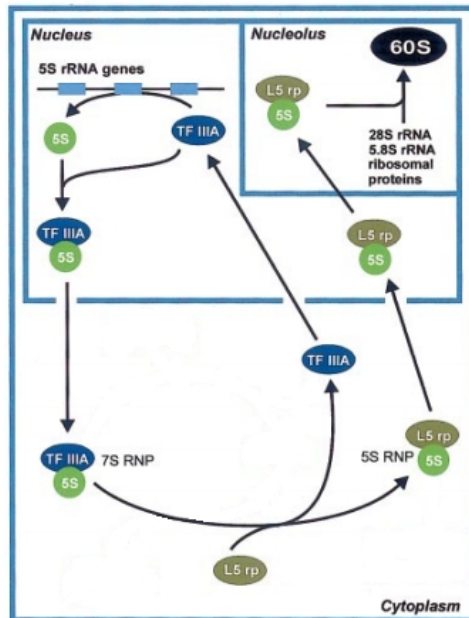 Nucleus
5S rRNA genes
5S
TF IIIA
TF IIIA
5S
Nucleolus
60S
L5 rp
5S
28S rRNA
5.8S rRNA
ribosomal
proteins
L5 rp
5S
TF IIIA
TF IIIA
5S
7S RNP
L5 rp
5S RNP
5S
L5 rp
Cytoplasm